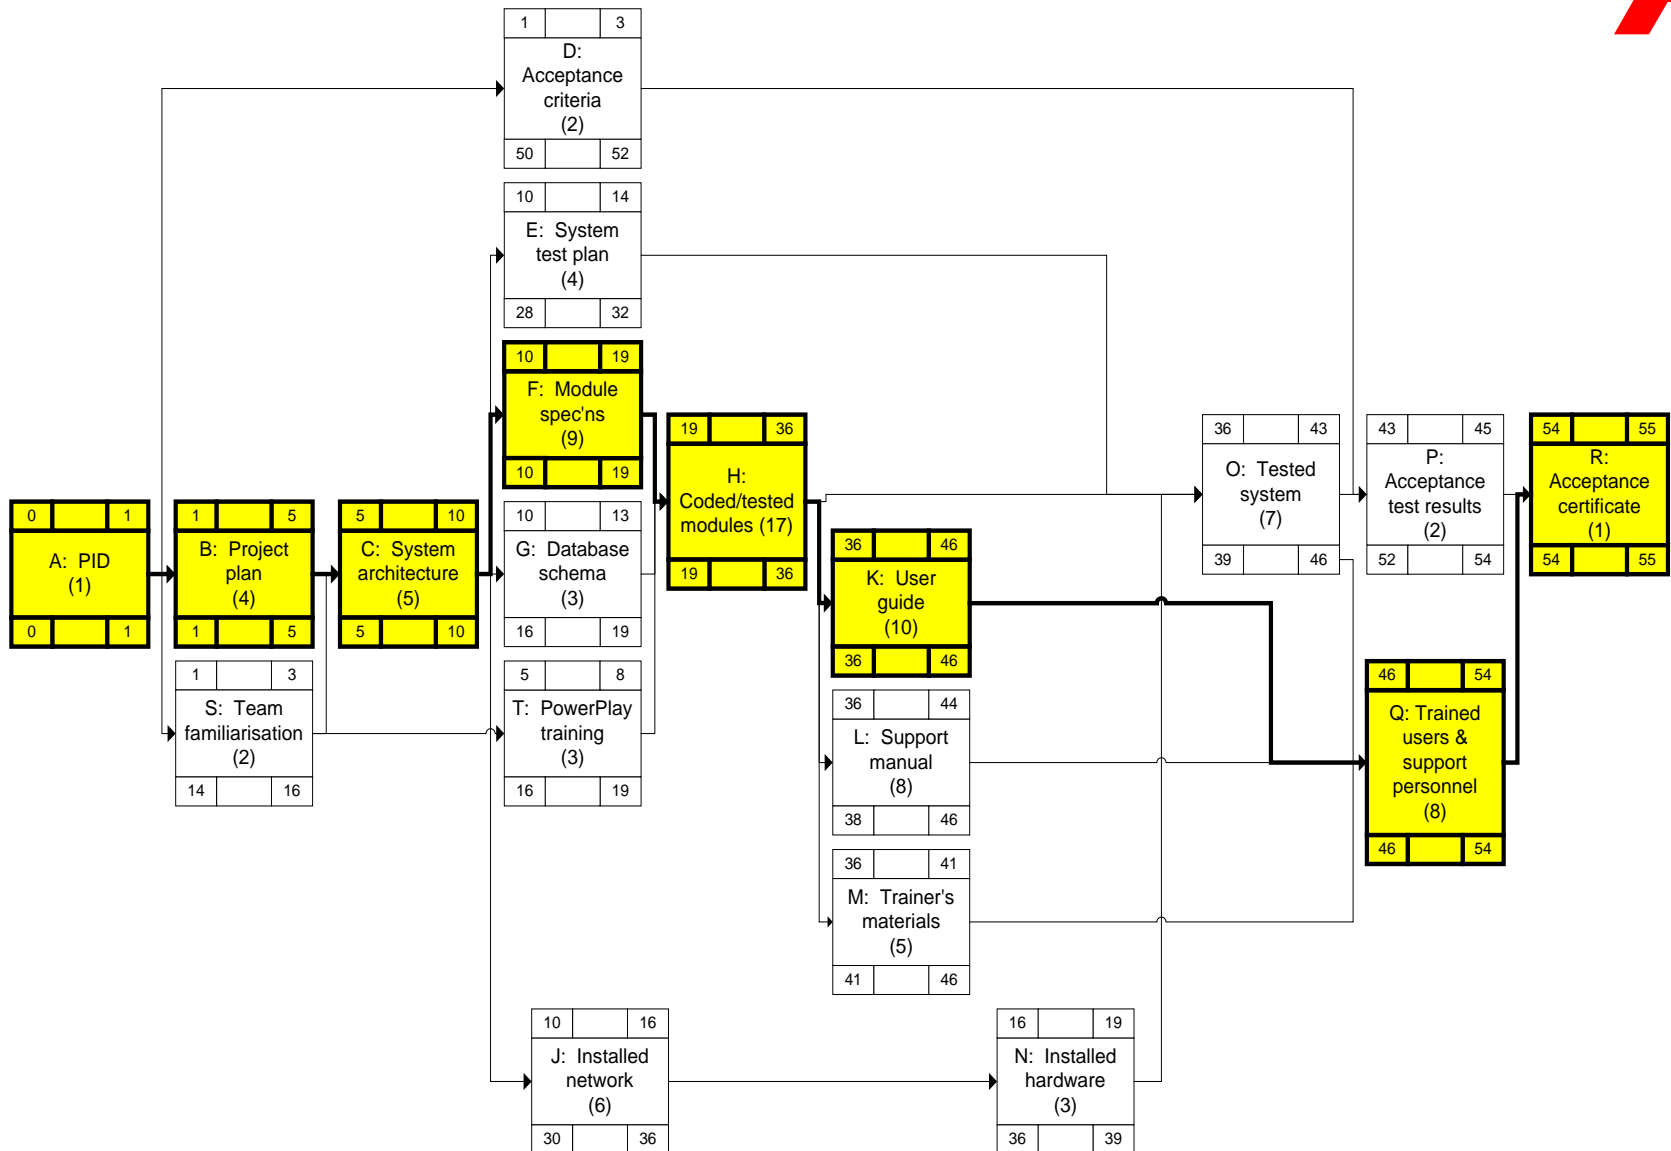 1 3
D:
Acceptance
criteria
(2)
50 52
10 14
E: System
test plan
(4)
28 32
10 19
F: Module
spec'ns
(9)
10 19
10 13
G: Database
schema
(3)
16 19
5 8
T: PowerPlay
training
(3)
16 19
0 1
A: PID
(1)
0 1
1 5
B: Project
plan
(4)
1 5
5 10
C: System
architecture
(5)
5 10
1 3
S: Team
familiarisation
(2)
14 16
19 36
H:
Coded/tested
modules (17)
19 36
36 46
K: User
guide
(10)
36 46
36 44
L: Support
manual
(8)
38 46
36 41
M: Trainer's
materials
(5)
41 46
10 16
J: Installed
network
(6)
30 36
16 19
N: Installed
hardware
(3)
36 39
36 43
O: Tested
system
(7)
39 46
43 45
P:
Acceptance
test results
(2)
52 54
54 55
R:
Acceptance
certificate
(1)
54 55
46 54
Q: Trained
users &
support
personnel
(8)
46 54